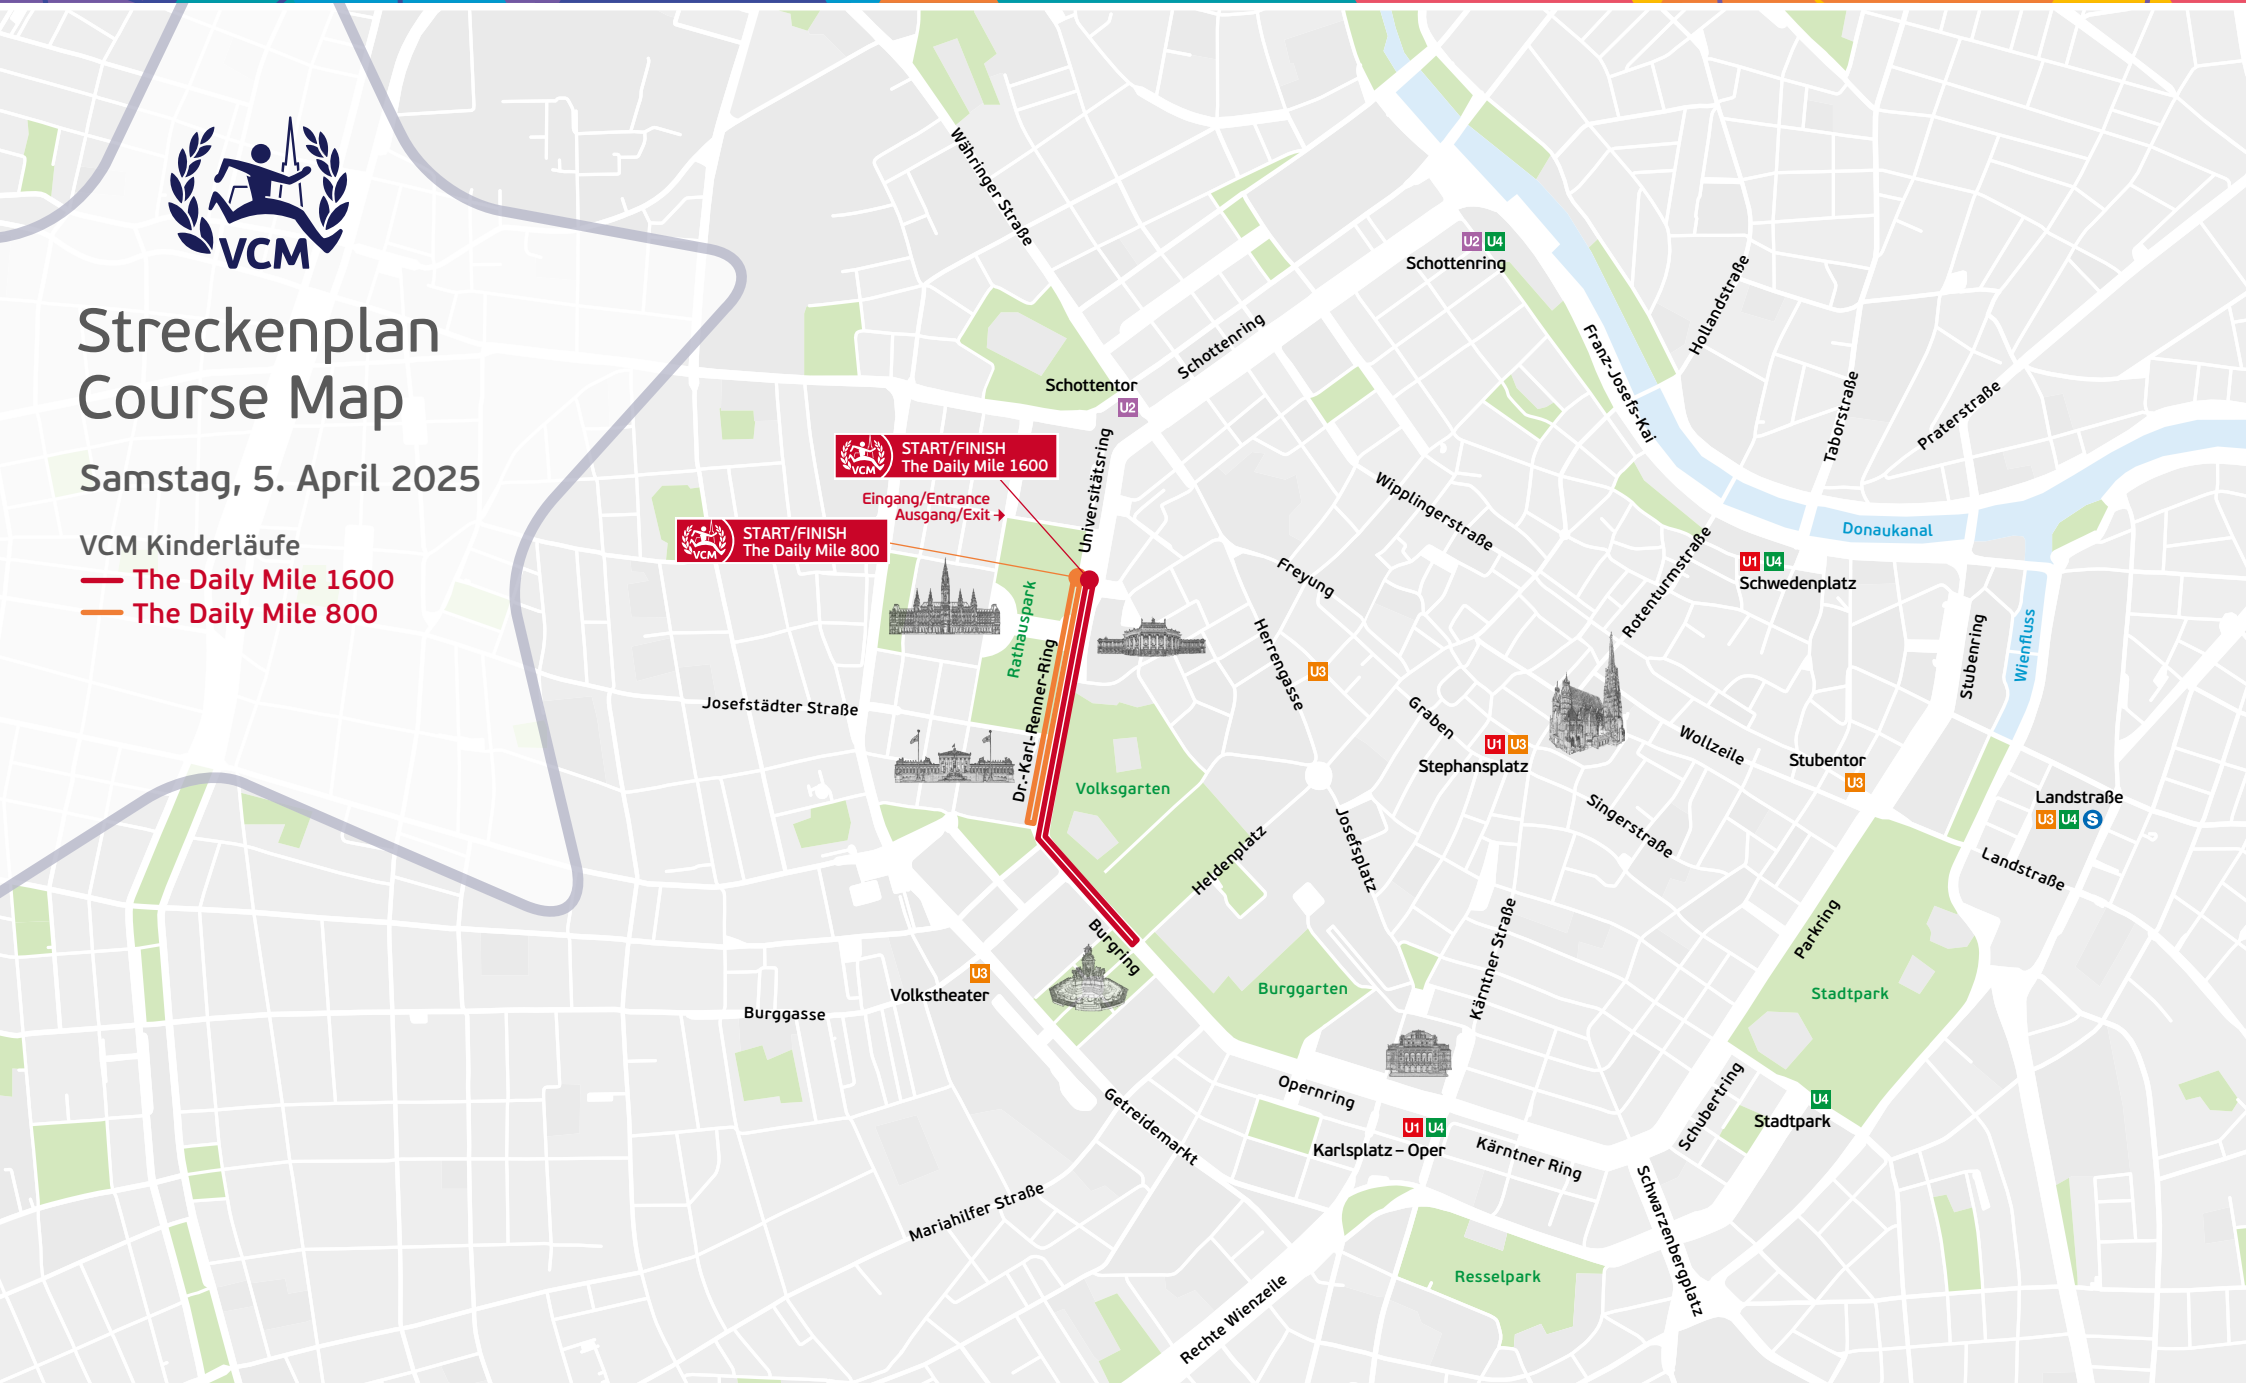 VCM
Streckenplan
Course Map
Samstag, 5. April 2025
VCM Kinderläufe
The Daily Mile 1600
The Daily Mile 800
Währinger Straße
U2 U4
Schottenring
Schottenring
Schottentor
U2
Universitätsring
VCM
START/FINISH
The Daily Mile 1600
Eingang/Entrance
Ausgang/Exit
VCM
START/FINISH
The Daily Mile 800
Rathauspark
Dr.-Karl-Renner-Ring
Josefstädter Straße
Volksgarten
Burgring
U3
Volkstheater
Burggasse
Heldenplatz
Burggarten
Josefsplatz
Herrengasse
U3
Freyung
Wipplingerstraße
Franz-Josefs-Kai
Hollandstraße
Taborstraße
Praterstraße
Donaukanal
U1 U4
Schwedenplatz
Rotenturmstraße
Graben
U1 U3
Stephansplatz
Wollzeile
Singerstraße
Stubenring
Wienfluss
Stubentor
U3
Landstraße
U3 U4 S
Landstraße
Parkring
Stadtpark
U4
Stadtpark
Schubertring
Kärntner Straße
Opernring
U1 U4
Karlsplatz – Oper
Kärntner Ring
Schwarzenbergplatz
Getreidemarkt
Mariahilfer Straße
Rechte Wienzeile
Resselpark